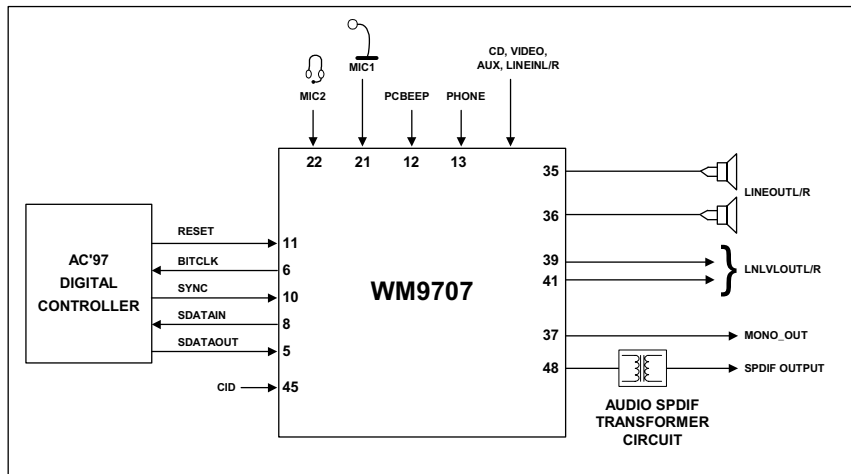 CD, VIDEO,
AUX, LINEINL/R
MIC1
MIC2
PCBEEP
PHONE
22
21
12
13
35
LINEOUTL/R
36
AC'97
DIGITAL
CONTROLLER
RESET
11
BITCLK
6
SYNC
10
SDATAIN
8
SDATAOUT
5
CID
45
WM9707
39
LNLVLOUTL/R
41
37
MONO_OUT
48
SPDIF OUTPUT
AUDIO SPDIF
TRANSFORMER
CIRCUIT